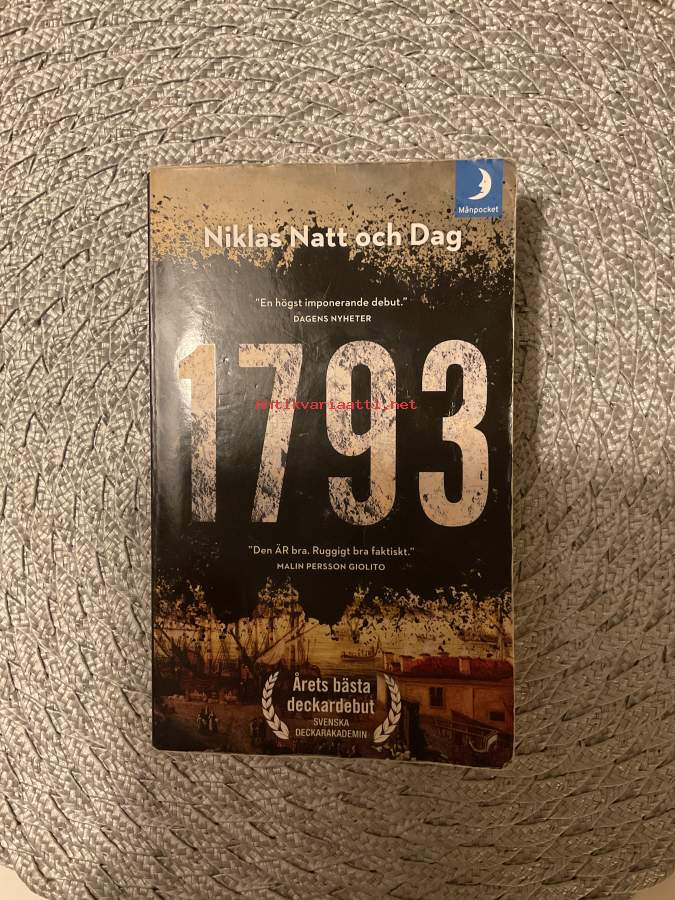 Månpocket
Niklas Natt och Dag
"En högst imponerande debut."
DAGENS NYHETER
1793
antikvariaatti.net
"Den ÄR bra. Ruggigt bra faktiskt."
MALIN PERSSON GIOLITO
Årets bästa
deckardebut
SVENSKA
DECKARAKADEMIN